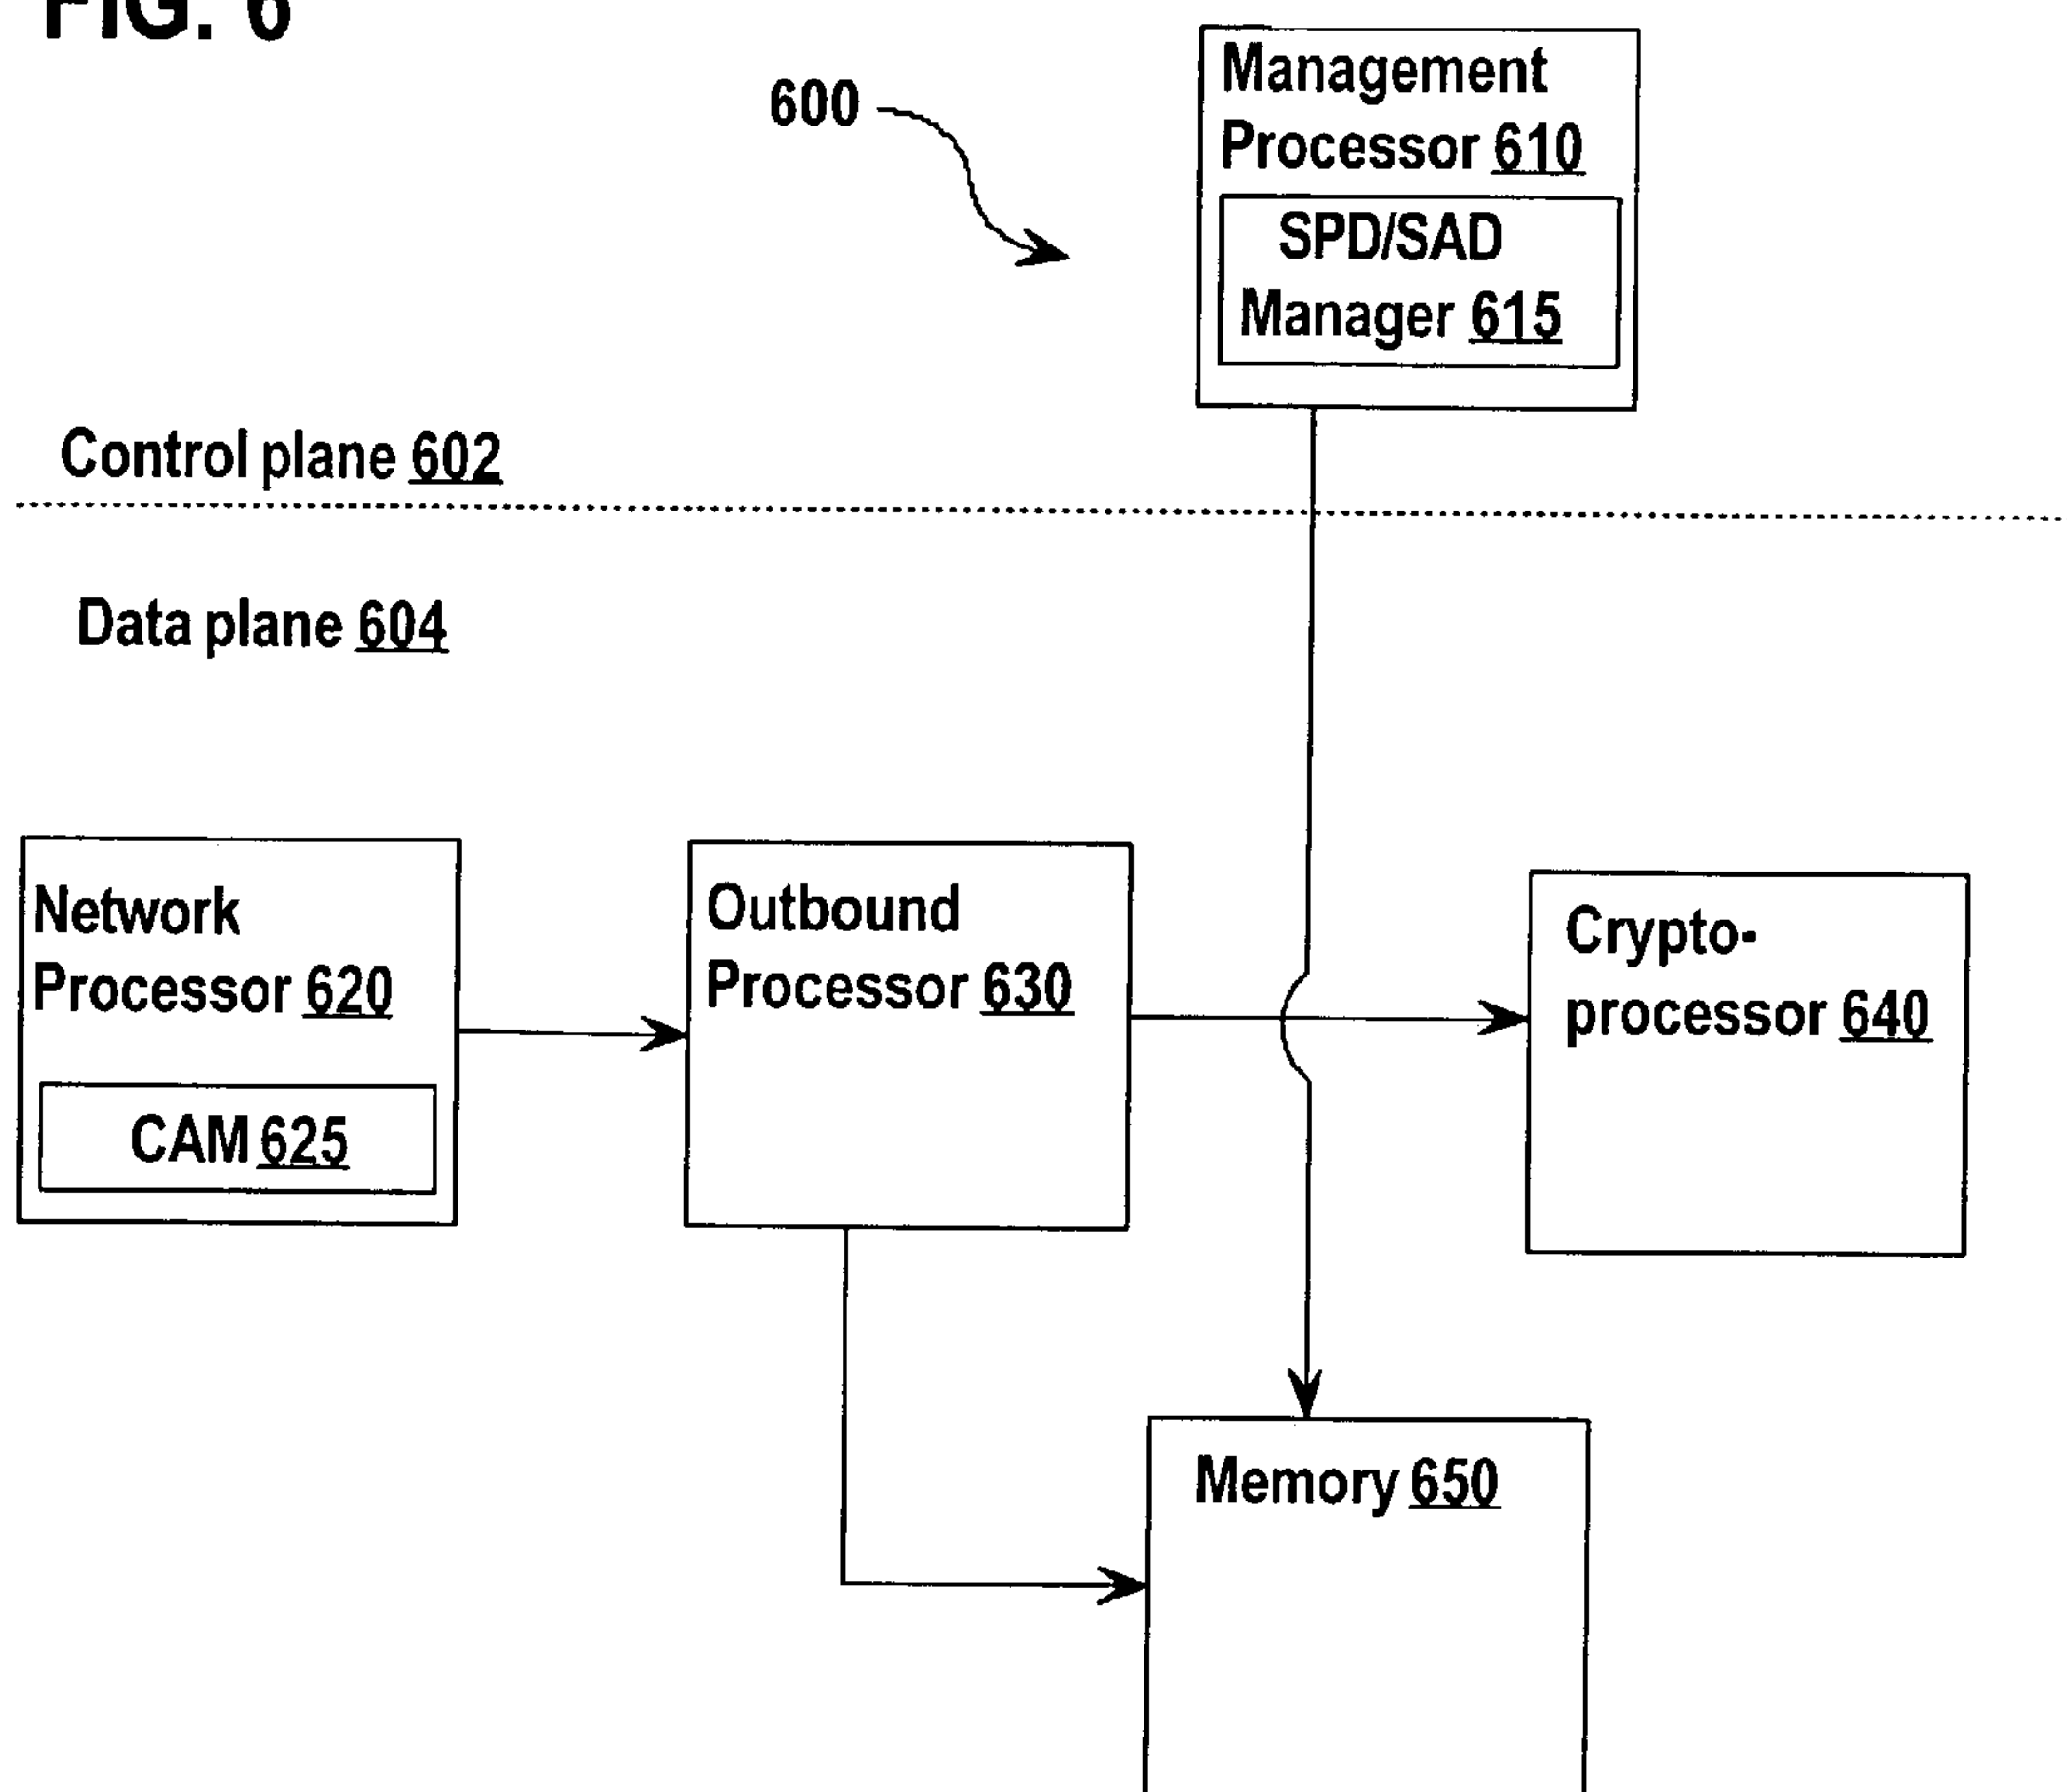 FIG. 6
600
Management
Processor 610
SPD/SAD
Manager 615
Control plane 602
Data plane 604
Network
Processor 620
CAM 625
Outbound
Processor 630
Crypto-
processor 640
Memory 650